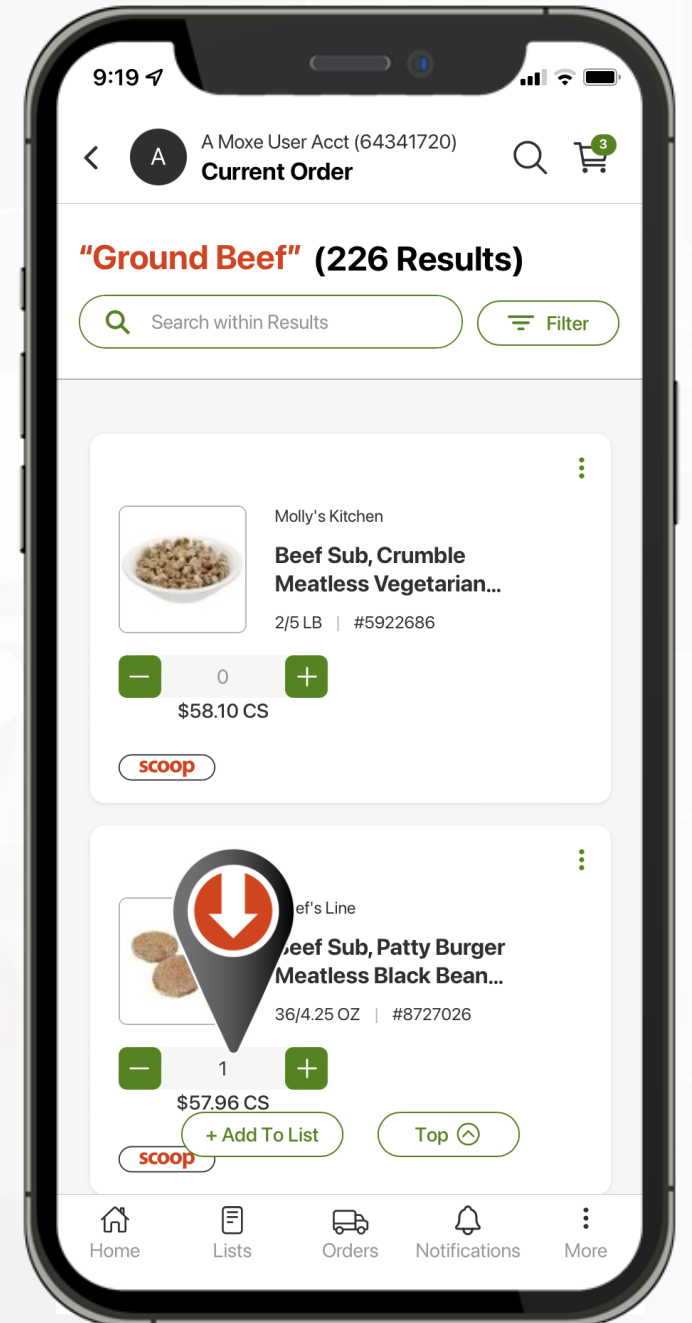 9:19
A
A Moxe User Acct (64341720)
Current Order
3
“Ground Beef” (226 Results)
Search within Results
Filter
Molly's Kitchen
Beef Sub, Crumble
Meatless Vegetarian...
2/5 LB | #5922686
0
$58.10 CS
scoop
ef's Line
Beef Sub, Patty Burger
Meatless Black Bean...
36/4.25 OZ | #8727026
1
$57.96 CS
+ Add To List
Top
scoop
Home
Lists
Orders
Notifications
More